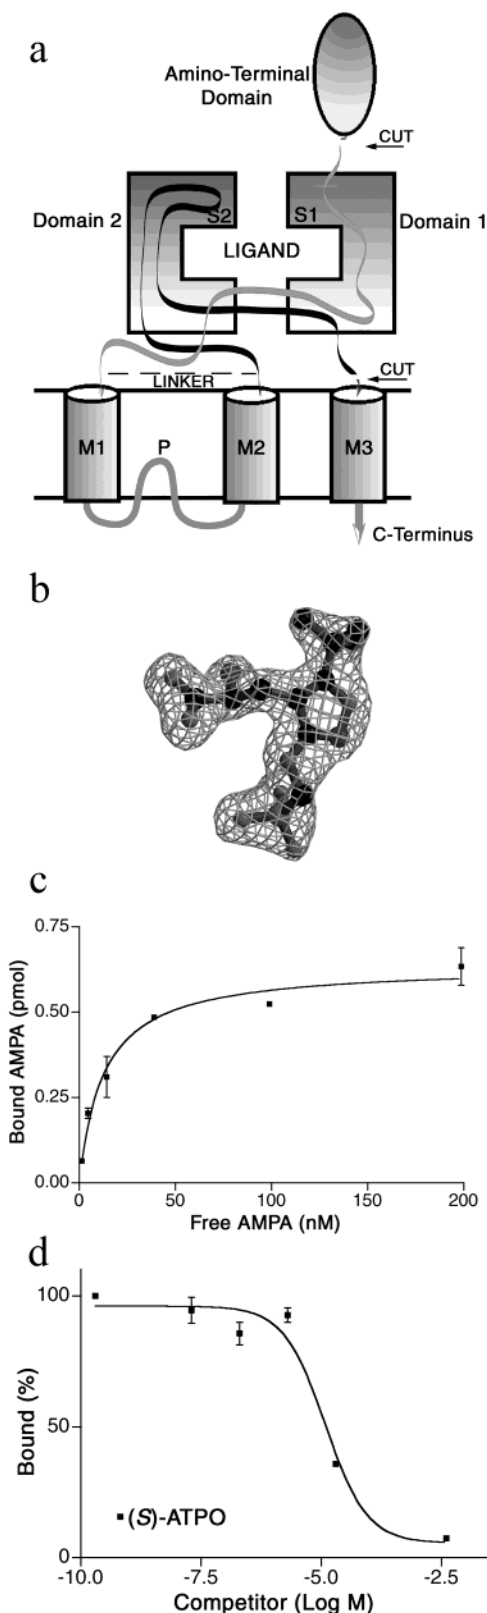 a
Amino-Terminal
Domain
CUT
Domain 2
S2
S1
Domain 1
LIGAND
LINKER
CUT
M1
P
M2
M3
C-Terminus
b
c
Bound AMPA (pmol)
0.75
0.50
0.25
0.00
0
50
100
150
200
Free AMPA (nM)
d
Bound (%)
100
50
0
(S)-ATPO
-10.0
-7.5
-5.0
-2.5
Competitor (Log M)